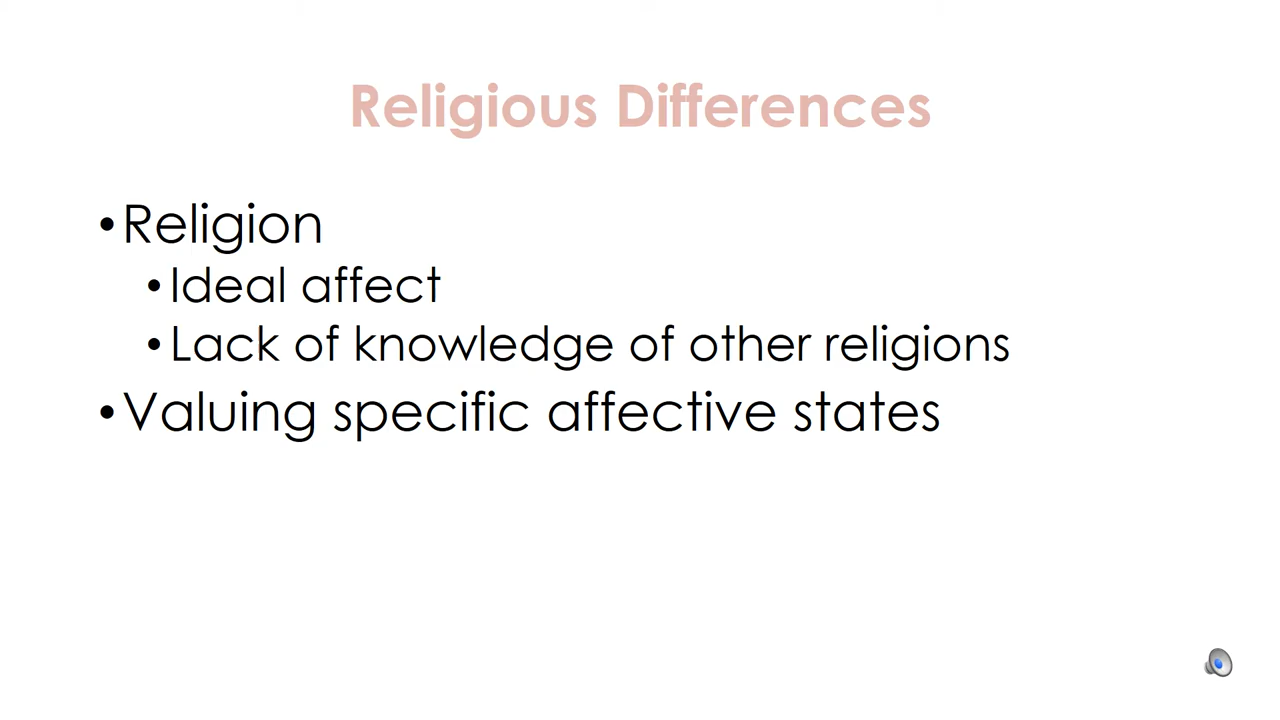 Religious Differences
•Religion
•Ideal affect
•Lack of knowledge of other religions
•Valuing specific affective states